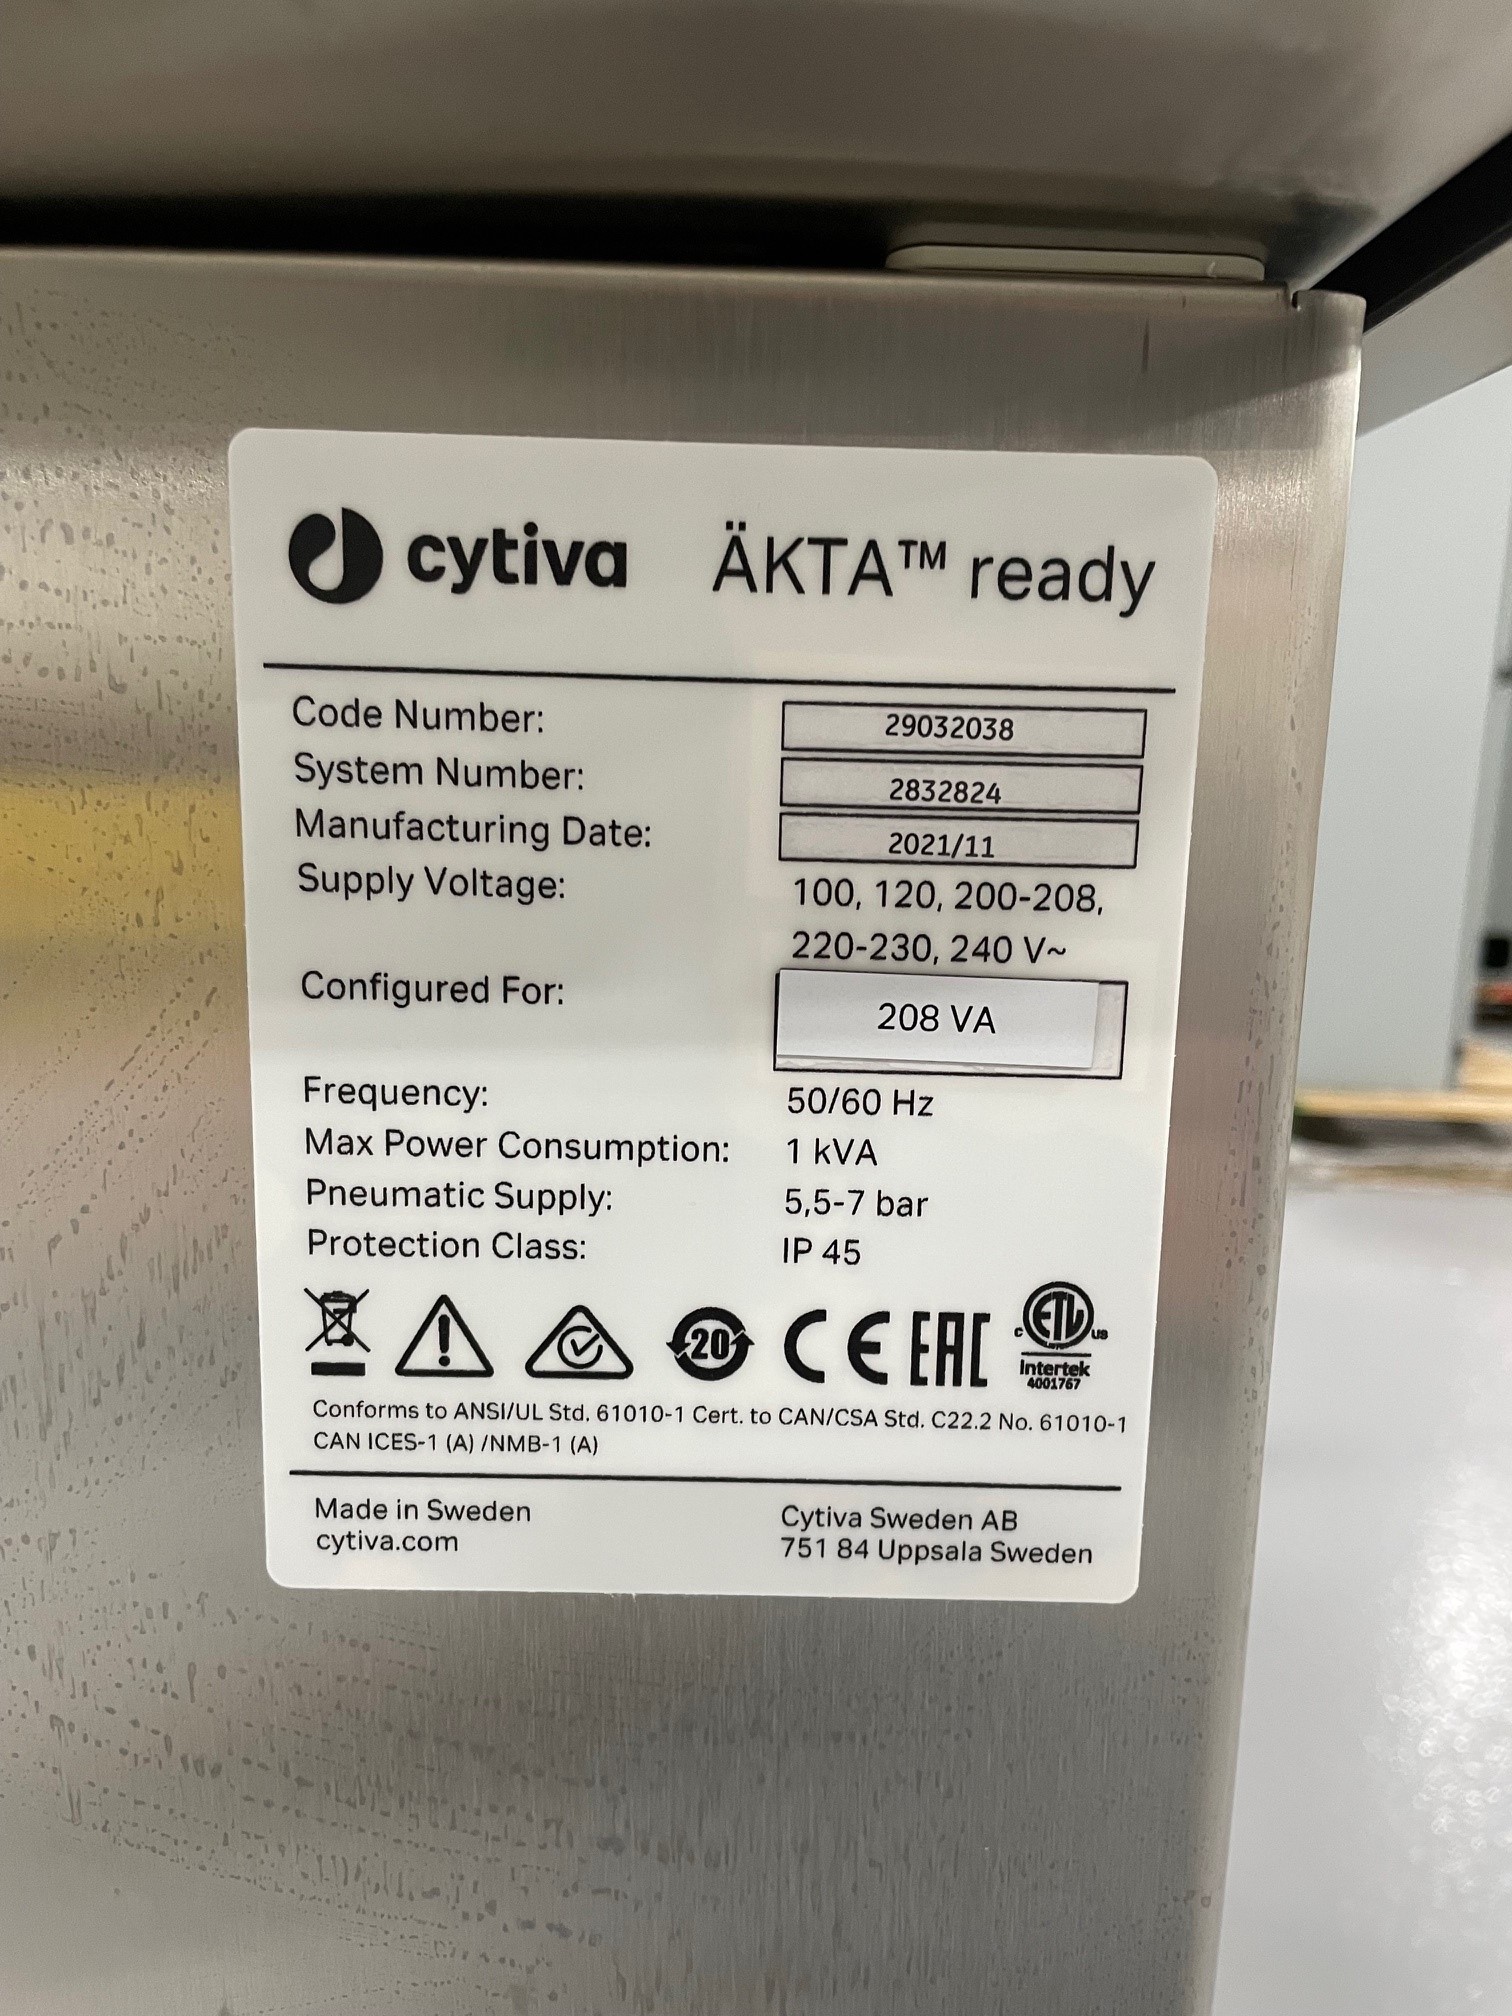 cytiva ÄKTA™ ready
Code Number: 29032038
System Number: 2832824
Manufacturing Date: 2021/11
Supply Voltage: 100, 120, 200-208,
220-230, 240 V~
Configured For: 208 VA
Frequency: 50/60 Hz
Max Power Consumption: 1 kVA
Pneumatic Supply: 5,5-7 bar
Protection Class: IP 45
20 CE EAC c ETL us
Intertek
4001767
Conforms to ANSI/UL Std. 61010-1 Cert. to CAN/CSA Std. C22.2 No. 61010-1
CAN ICES-1 (A) /NMB-1 (A)
Made in Sweden Cytiva Sweden AB
cytiva.com 751 84 Uppsala Sweden